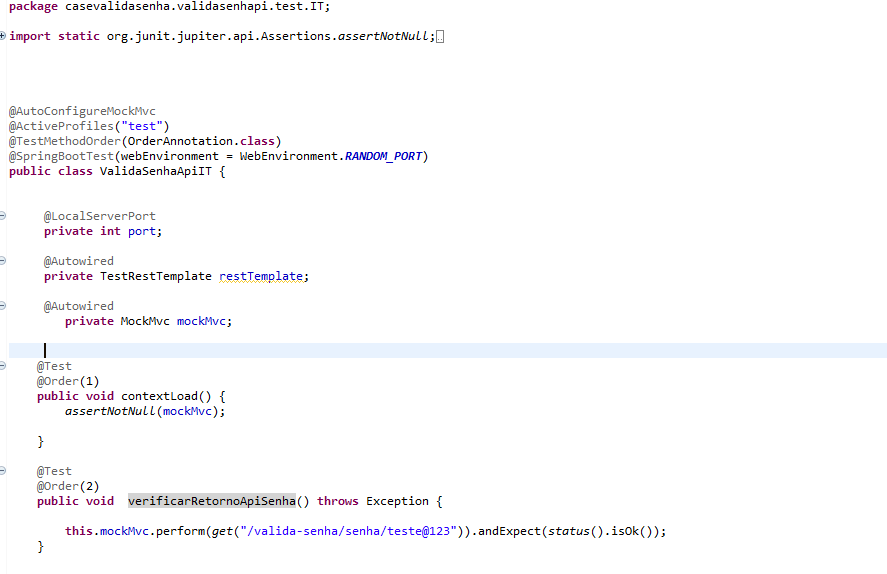 package casevalidasenha.validasenhapi.test.IT;
import static org.junit.jupiter.api.Assertions.assertNotNull;
@AutoConfigureMockMvc
@ActiveProfiles("test")
@TestMethodOrder(OrderAnnotation.class)
@SpringBootTest(webEnvironment = WebEnvironment.RANDOM_PORT)
public class ValidaSenhaApiIT {
@LocalServerPort
private int port;
@Autowired
private TestRestTemplate restTemplate;
@Autowired
private MockMvc mockMvc;
@Test
@Order(1)
public void contextLoad() {
assertNotNull(mockMvc);
}
@Test
@Order(2)
public void  verificarRetornoApiSenha() throws Exception {
this.mockMvc.perform(get("/valida-senha/senha/teste@123")).andExpect(status().isOk());
}